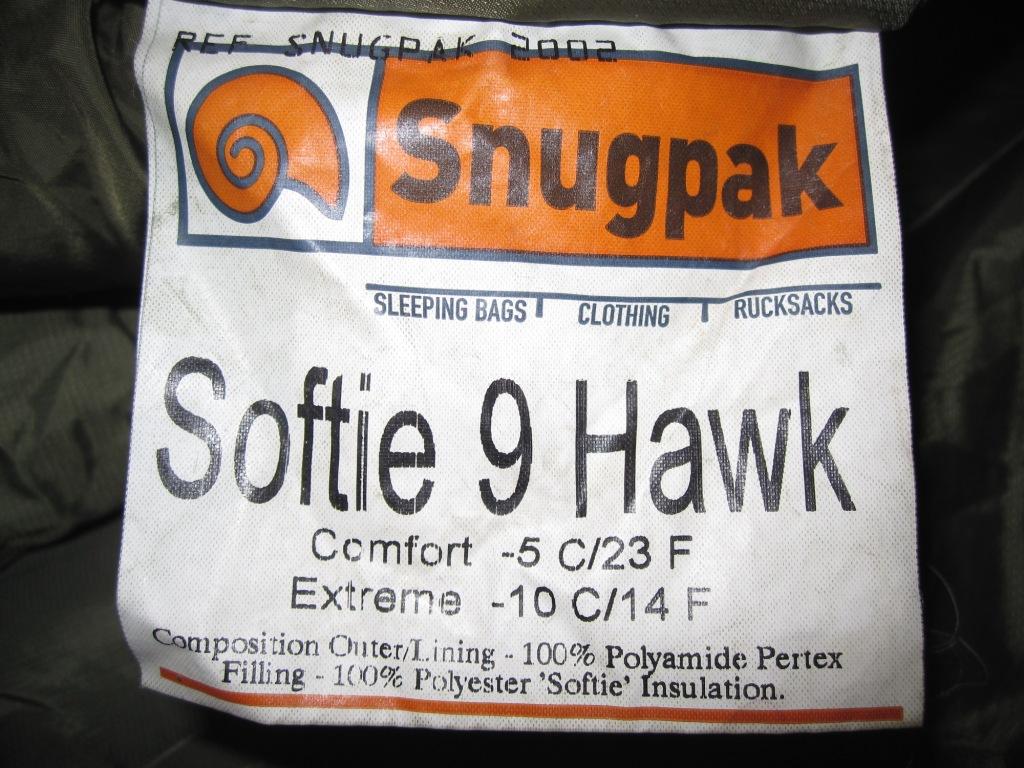 REF SNUGPAK 2002
Snugpak
SLEEPING BAGS CLOTHING RUCKSACKS
Softie 9 Hawk
Comfort -5 C/23 F
Extreme -10 C/14 F
Composition Outer/Lining - 100% Polyamide Pertex
Filling - 100% Polyester 'Softie' Insulation.